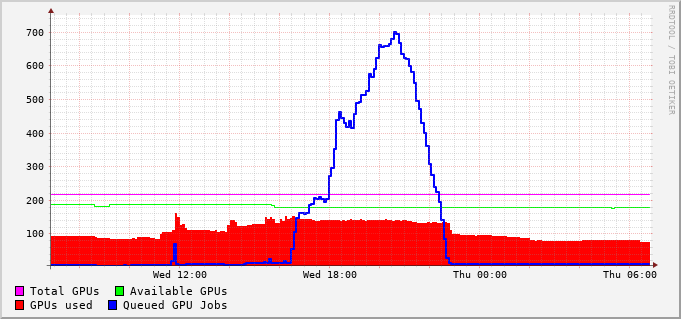 700
600
500
400
300
200
100
Wed 12:00 Wed 18:00 Thu 00:00 Thu 06:00
Total GPUs Available GPUs
GPUs used Queued GPU Jobs
RRDTOOL / TOBI OETIKER